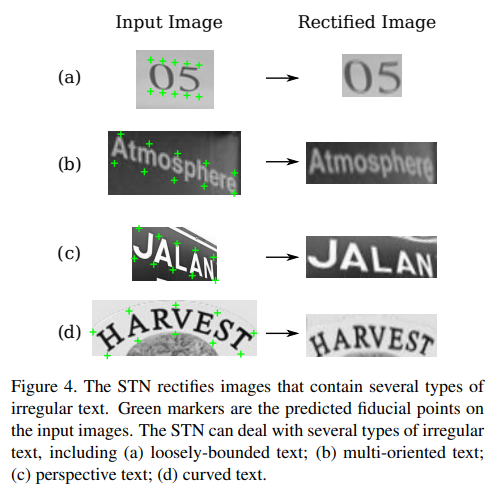 Input Image Rectified Image
(a) 05 05
(b) Atmosphere Atmosphere
(c) JALAN JALAN
(d) HARVEST HARVEST
Figure 4. The STN rectifies images that contain several types of
irregular text. Green markers are the predicted fiducial points on
the input images. The STN can deal with several types of irregular
text, including (a) loosely-bounded text; (b) multi-oriented text;
(c) perspective text; (d) curved text.